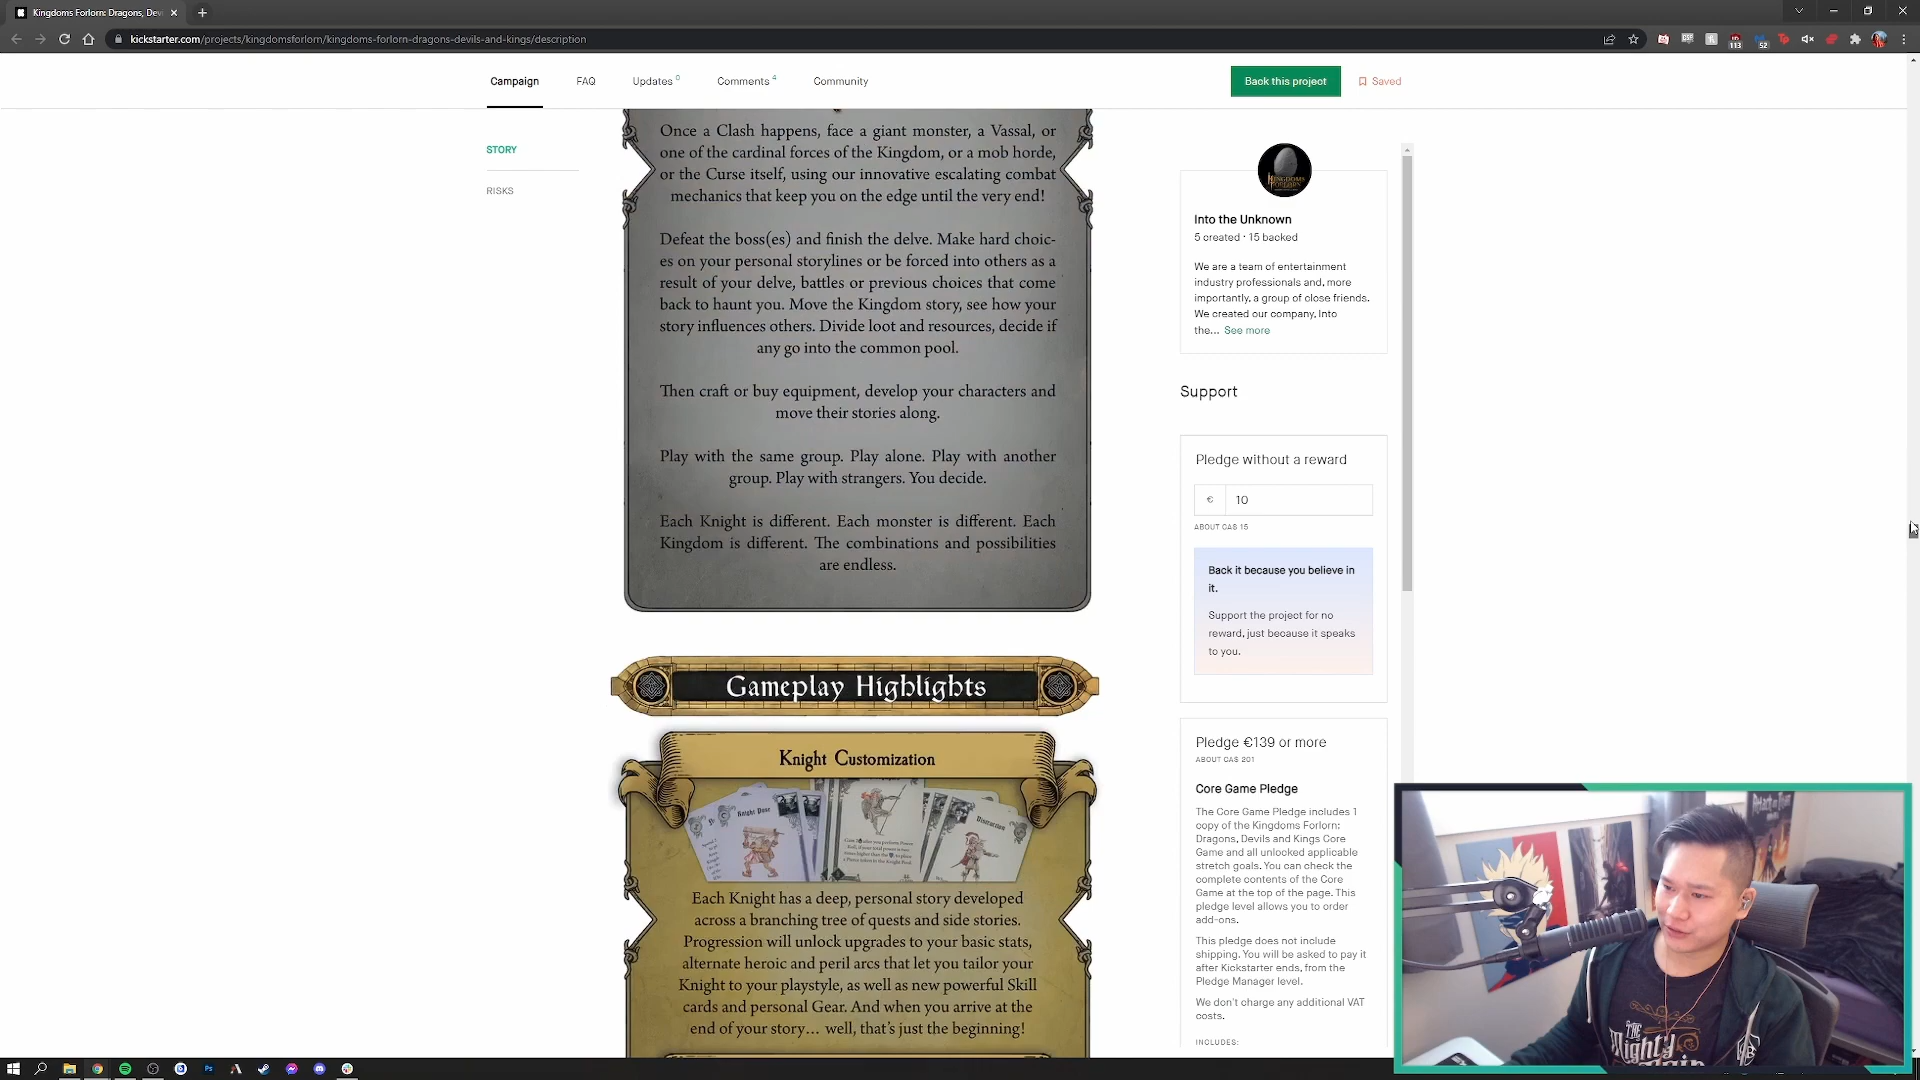 Kingdoms Forlorn: Dragons, Dev
kickstarter.com/projects/kingdomsforlorn/kingdoms-forlorn-dragons-devils-and-kings/description
113
52
Campaign
FAQ
Updates 0
Comments 4
Community
Back this project
Saved
STORY
RISKS
Once a Clash happens, face a giant monster, a Vassal, or
one of the cardinal forces of the Kingdom, or a mob horde,
or the Curse itself, using our innovative escalating combat
mechanics that keep you on the edge until the very end!
Defeat the boss(es) and finish the delve. Make hard choic-
es on your personal storylines or be forced into others as a
result of your delve, battles or previous choices that come
back to haunt you. Move the Kingdom story, see how your
story influences others. Divide loot and resources, decide if
any go into the common pool.
Then craft or buy equipment, develop your characters and
move their stories along.
Play with the same group. Play alone. Play with another
group. Play with strangers. You decide.
Each Knight is different. Each monster is different. Each
Kingdom is different. The combinations and possibilities
are endless.
Gameplay Highlights
Knight Customization
Knight Pose
Distraction
Each Knight has a deep, personal story developed
across a branching tree of quests and side stories.
Progression will unlock upgrades to your basic stats,
alternate heroic and peril arcs that let you tailor your
Knight to your playstyle, as well as new powerful Skill
cards and personal Gear. And when you arrive at the
end of your story... well, that's just the beginning!
KINGDOMS
FORLORN
Into the Unknown
5 created · 15 backed
We are a team of entertainment
industry professionals and, more
importantly, a group of close friends.
We created our company, Into
the... See more
Support
Pledge without a reward
€ 10
ABOUT CA$ 15
Back it because you believe in
it.
Support the project for no
reward, just because it speaks
to you.
Pledge €139 or more
ABOUT CA$ 201
Core Game Pledge
The Core Game Pledge includes 1
copy of the Kingdoms Forlorn:
Dragons, Devils and Kings Core
Game and all unlocked applicable
stretch goals. You can check the
complete contents of the Core
Game at the top of the page. This
pledge level allows you to order
add-ons.
This pledge does not include
shipping. You will be asked to pay it
after Kickstarter ends, from the
Pledge Manager level.
We don't charge any additional VAT
costs.
INCLUDES:
THE
Mighty